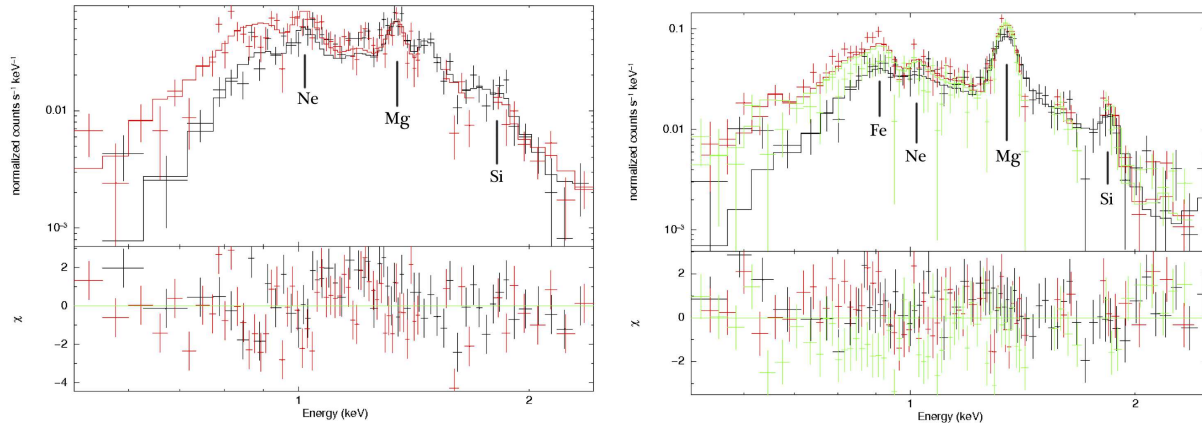 normalized counts s⁻¹ keV⁻¹
0.01
10⁻³
Ne
Mg
Si
χ
2
0
−2
−4
1
2
Energy (keV)
normalized counts s⁻¹ keV⁻¹
0.1
0.01
10⁻³
Fe
Ne
Mg
Si
χ
2
0
−2
1
2
Energy (keV)